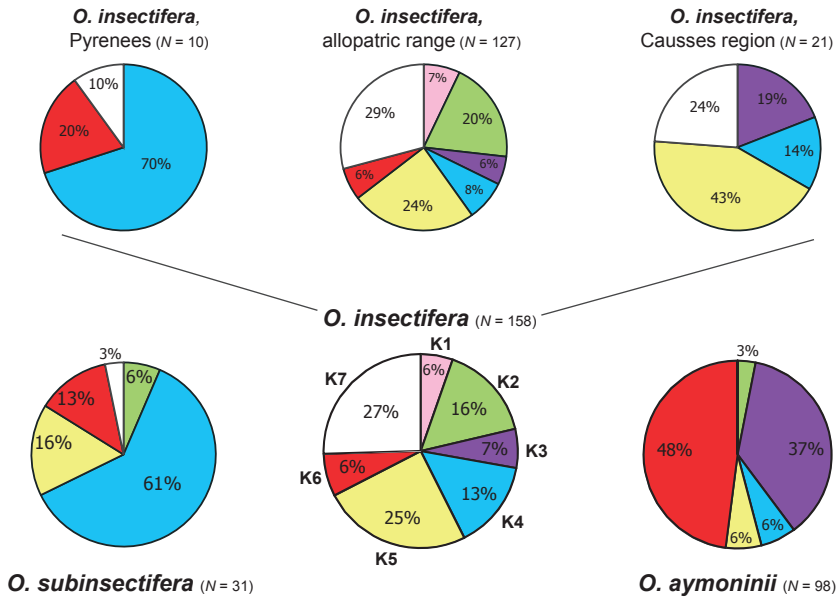 O. insectifera,
Pyrenees (N = 10)
10%
20%
70%
O. insectifera,
allopatric range (N = 127)
7%
29%
20%
6%
6%
8%
24%
O. insectifera,
Causses region (N = 21)
24%
19%
14%
43%
O. insectifera (N = 158)
3%
6%
13%
16%
61%
O. subinsectifera (N = 31)
K1
K7
6%
K2
27%
16%
7%
K3
K6
6%
13%
K4
25%
K5
3%
48%
37%
6%
6%
O. aymoninii (N = 98)